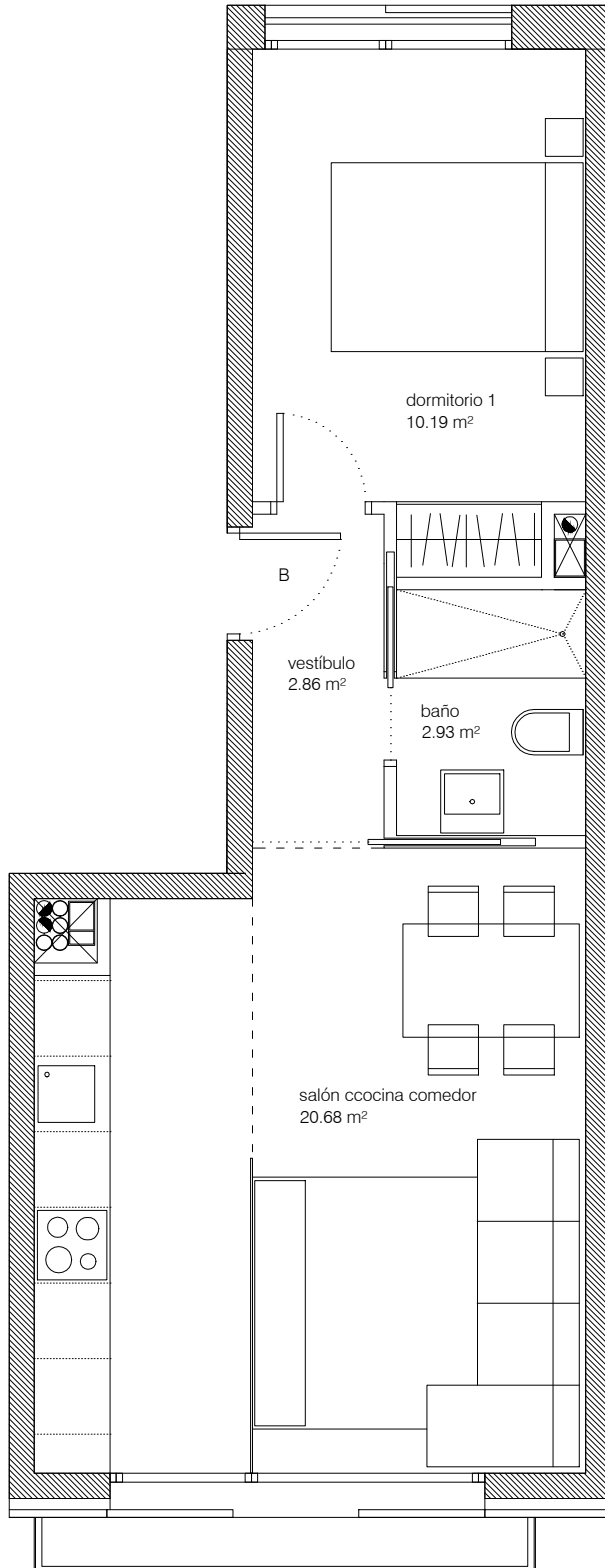 dormitorio 1
10.19 m²
B
vestíbulo
2.86 m²
baño
2.93 m²
salón ccocina comedor
20.68 m²